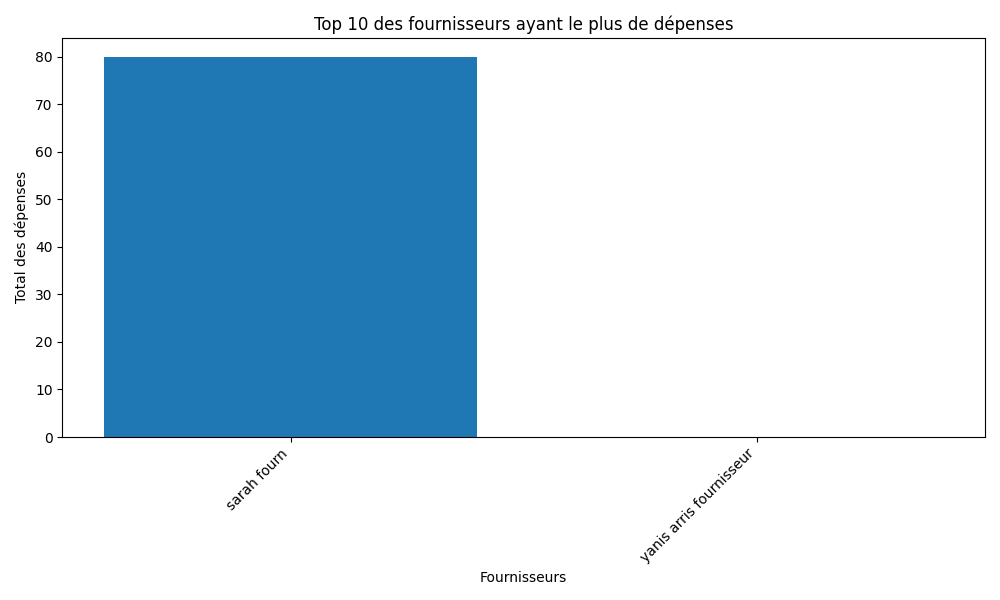 Top 10 des fournisseurs ayant le plus de dépenses
Total des dépenses
80
70
60
50
40
30
20
10
0
sarah fourn
yanis arris fournisseur
Fournisseurs